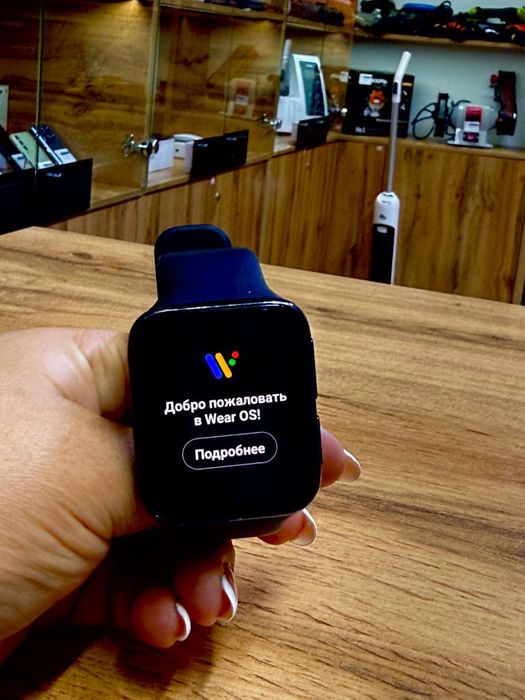 Добро пожаловать
в Wear OS!
Подробнее